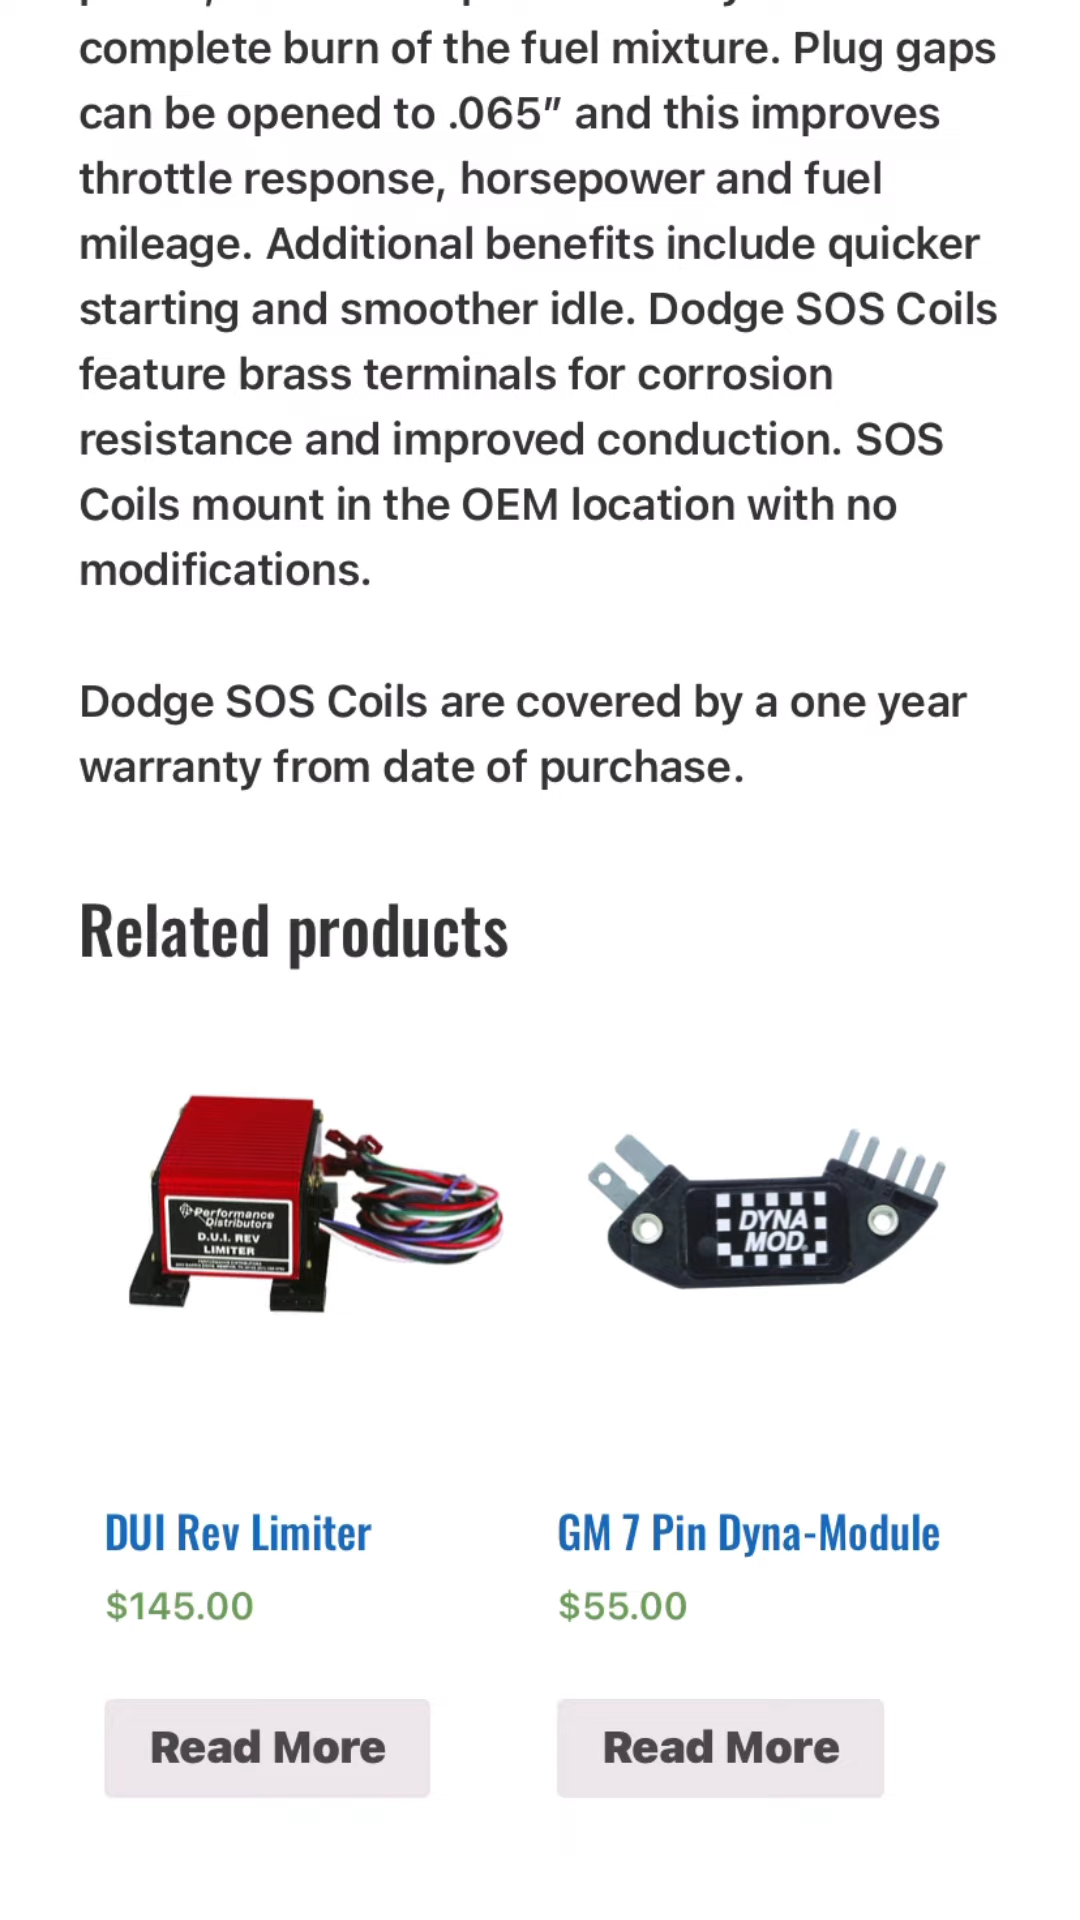 complete burn of the fuel mixture. Plug gaps
can be opened to .065” and this improves
throttle response, horsepower and fuel
mileage. Additional benefits include quicker
starting and smoother idle. Dodge SOS Coils
feature brass terminals for corrosion
resistance and improved conduction. SOS
Coils mount in the OEM location with no
modifications.
Dodge SOS Coils are covered by a one year
warranty from date of purchase.
Related products
Performance
Distributors
D.U.I. REV
LIMITER
DYNA
MOD.
DUI Rev Limiter
GM 7 Pin Dyna-Module
$145.00
$55.00
Read More
Read More